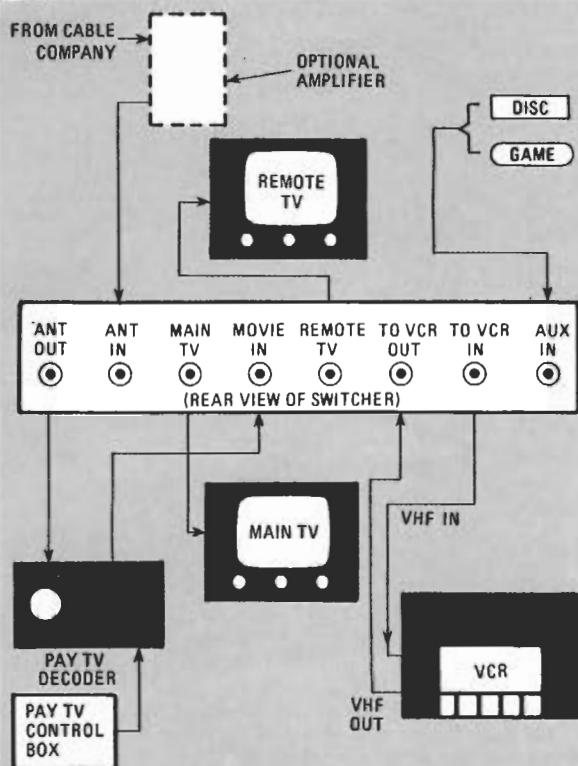 FROM CABLE
COMPANY
OPTIONAL
AMPLIFIER
DISC
GAME
REMOTE
TV
ANT
OUT
ANT
IN
MAIN
TV
MOVIE
IN
REMOTE
TV
TO VCR
OUT
TO VCR
IN
AUX
IN
(REAR VIEW OF SWITCHER)
MAIN TV
VHF IN
PAY TV
DECODER
VCR
VHF
OUT
PAY TV
CONTROL
BOX